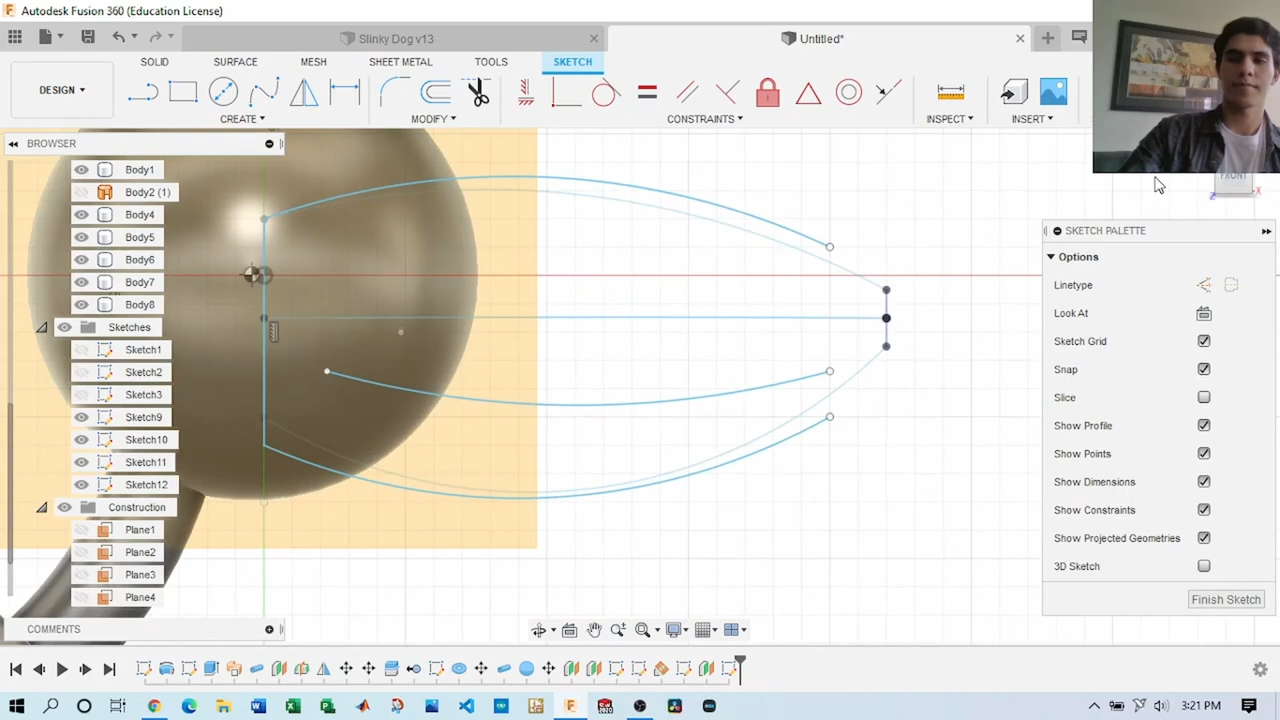 Autodesk Fusion 360 (Education License)
Slinky Dog v13
Untitled*
SOLID SURFACE MESH SHEET METAL TOOLS SKETCH
DESIGN
CREATE MODIFY CONSTRAINTS INSPECT INSERT
BROWSER
FRONT
Z
X
Body1
Body2 (1)
Body4
Body5
Body6
Body7
Body8
Sketches
Sketch1
Sketch2
Sketch3
Sketch9
Sketch10
Sketch11
Sketch12
Construction
Plane1
Plane2
Plane3
Plane4
COMMENTS
SKETCH PALETTE
Options
Linetype
Look At
Sketch Grid
Snap
Slice
Show Profile
Show Points
Show Dimensions
Show Constraints
Show Projected Geometries
3D Sketch
Finish Sketch
3:21 PM